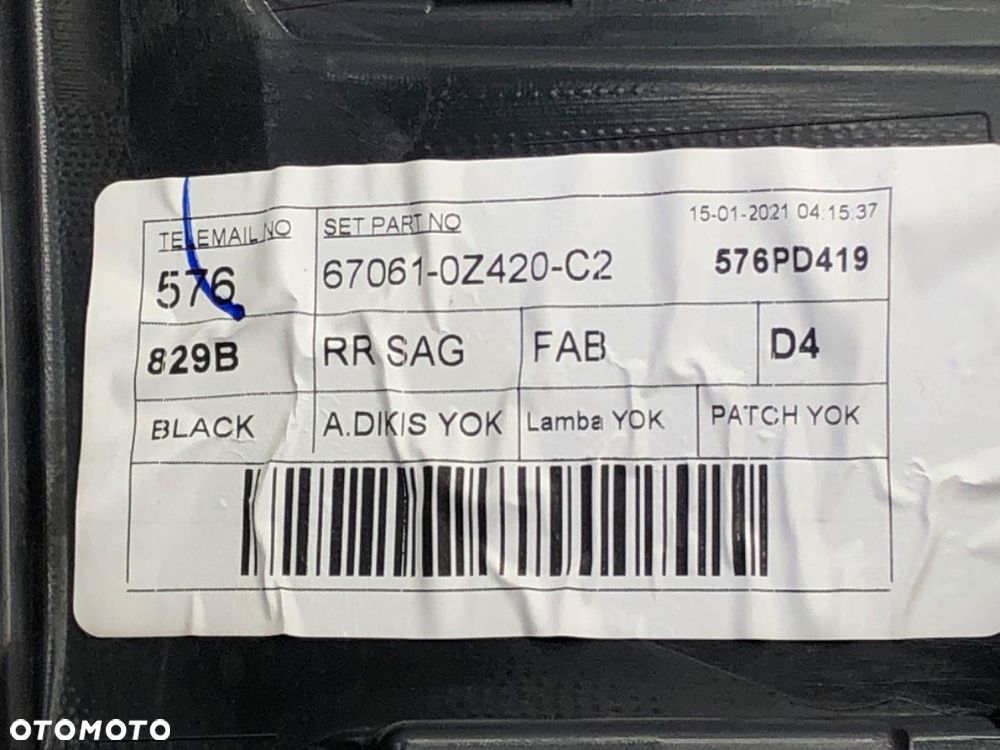 TELEMAIL NO
SET PART NO
15-01-2021 04:15:37
576
67061-0Z420-C2
576PD419
829B
RR SAG
FAB
D4
BLACK
A.DIKIS YOK
Lamba YOK
PATCH YOK
OTOMOTO